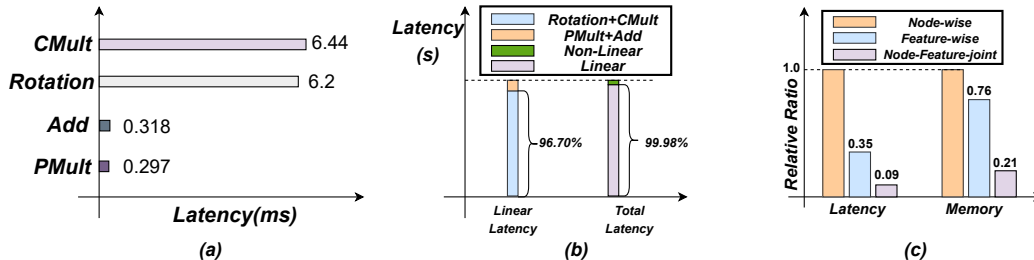 CMult
6.44
Rotation
6.2
Add
0.318
PMult
0.297
Latency(ms)
(a)
Latency
(s)
Rotation+CMult
PMult+Add
Non-Linear
Linear
96.70%
99.98%
Linear
Latency
Total
Latency
(b)
Node-wise
Feature-wise
Node-Feature-joint
Relative Ratio
1.0
0.35
0.09
0.76
0.21
Latency
Memory
(c)